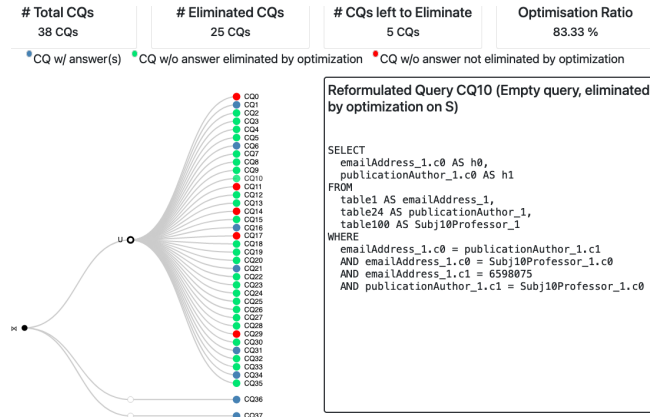 # Total CQs
38 CQs
# Eliminated CQs
25 CQs
# CQs left to Eliminate
5 CQs
Optimisation Ratio
83.33 %
CQ w/ answer(s)
CQ w/o answer eliminated by optimization
CQ w/o answer not eliminated by optimization
CQ0
CQ1
CQ2
CQ3
CQ4
CQ5
CQ6
CQ7
CQ8
CQ9
CQ10
CQ11
CQ12
CQ13
CQ14
CQ15
CQ16
CQ17
CQ18
CQ19
CQ20
CQ21
CQ22
CQ23
CQ24
CQ25
CQ26
CQ27
CQ28
CQ29
CQ30
CQ31
CQ32
CQ33
CQ34
CQ35
CQ36
CQ37
U
⋈
Reformulated Query CQ10 (Empty query, eliminated
by optimization on S)
SELECT
emailAddress_1.c0 AS h0,
publicationAuthor_1.c0 AS h1
FROM
table1 AS emailAddress_1,
table24 AS publicationAuthor_1,
table100 AS Subj10Professor_1
WHERE
emailAddress_1.c0 = publicationAuthor_1.c1
AND emailAddress_1.c0 = Subj10Professor_1.c0
AND emailAddress_1.c1 = 6598075
AND publicationAuthor_1.c1 = Subj10Professor_1.c0